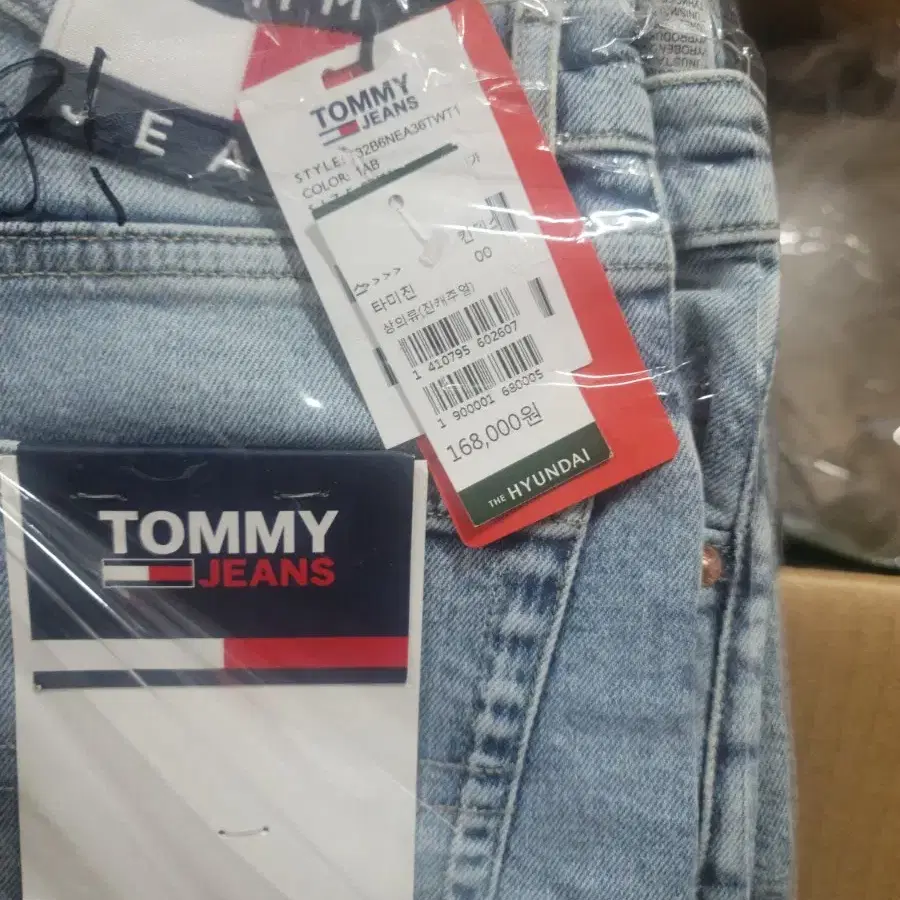 JEA
TOMMY
JEANS
STYLE:
COLOR: 1AB
타미진
상의류(진캐주얼)
00
1 410795 602607
1 900001 680005
168,000원
THE HYUNDAI
TOMMY
JEANS